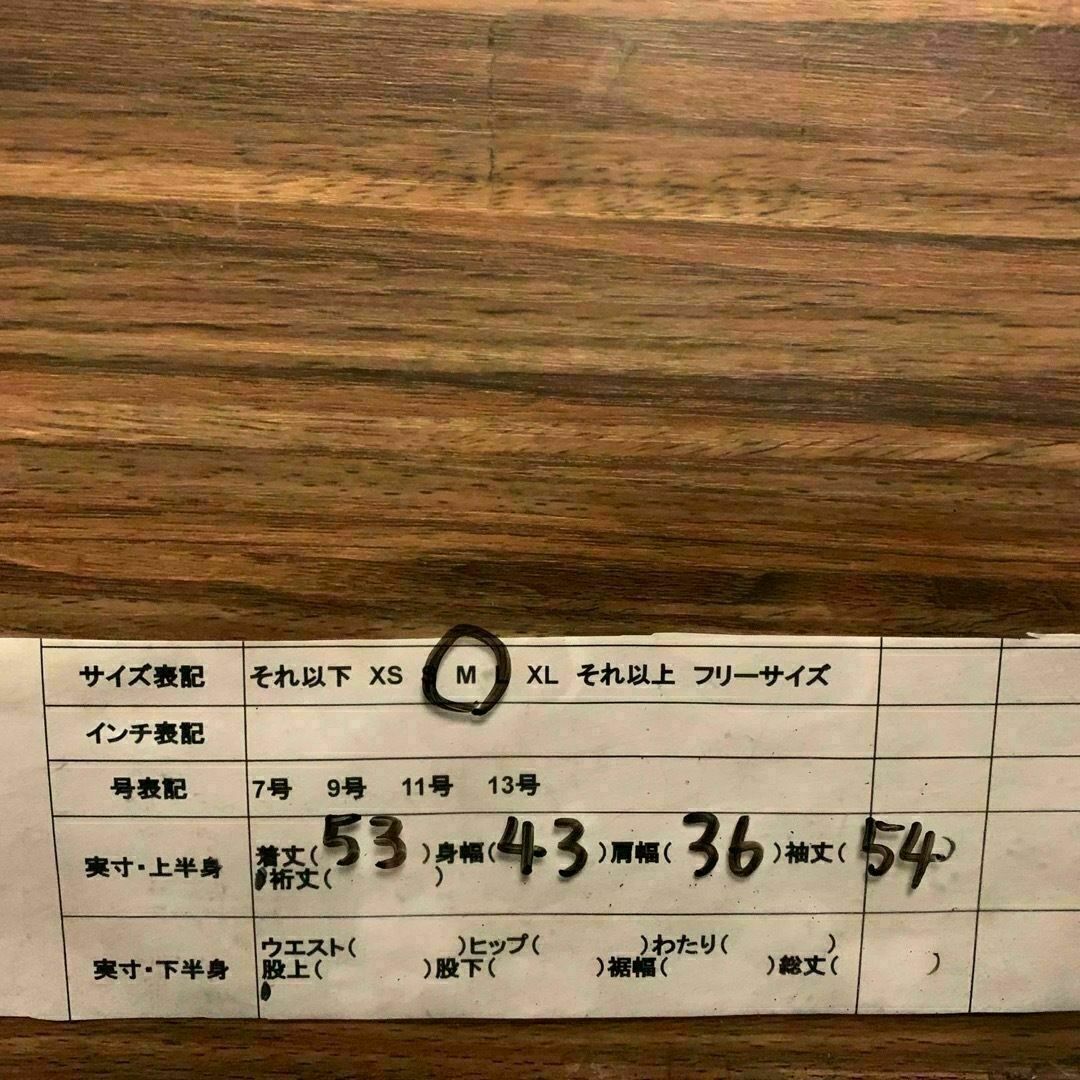 サイズ表記 それ以下 XS S M L XL それ以上 フリーサイズ
インチ表記
号表記 7号 9号 11号 13号
実寸・上半身 着丈(53)身幅(43)肩幅(36)袖丈(54)
裄丈( )
実寸・下半身 ウエスト( )ヒップ( )わたり( )
股上( )股下( )裾幅( )総丈( )